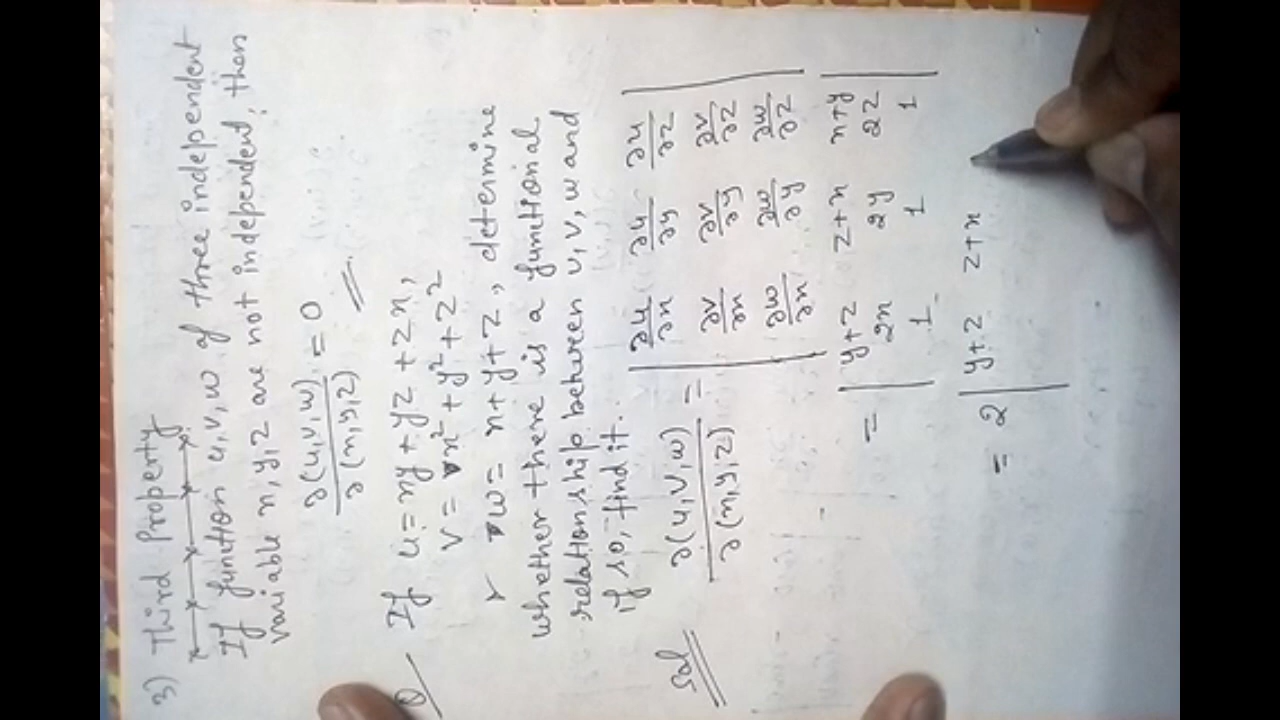 3) Third Property
If function u, v, w of three independent
variable x, y, z are not independent, then
∂(u, v, w) / ∂(x, y, z) = 0
Q If u = xy + yz + zx,
v = x² + y² + z²
r w = x + y + z, determine
whether there is a functional
relationship between u, v, w and
if so, find it.
Sol ∂(u, v, w) / ∂(x, y, z) = | ∂u/∂x ∂u/∂y ∂u/∂z
∂v/∂x ∂v/∂y ∂v/∂z
∂w/∂x ∂w/∂y ∂w/∂z |
= | y+z z+x x+y
2x 2y 2z
1 1 1 |
= 2 | y+z z+x